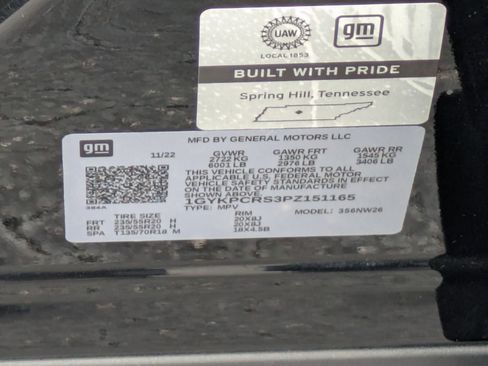 UAW
gm
LOCAL 1853
BUILT WITH PRIDE
Spring Hill, Tennessee
gm
MFD BY GENERAL MOTORS LLC
11/22 GVWR GAWR FRT GAWR RR
2722 KG 1350 KG 1545 KG
6001 LB 2976 LB 3406 LB
THIS VEHICLE CONFORMS TO ALL
APPLICABLE U.S. FEDERAL MOTOR
VEHICLE SAFETY STANDARDS IN EFFECT
ON THE DATE OF MANUFACTURE
SHOWN ABOVE.
1GYKPCRS3PZ151165
TYPE: MPV MODEL: 356NW26
TIRE SIZE RIM
FRT 235/55R20 H 20X8J
RR 235/55R20 H 20X8J
SPA T135/70R18 M 18X4.5B